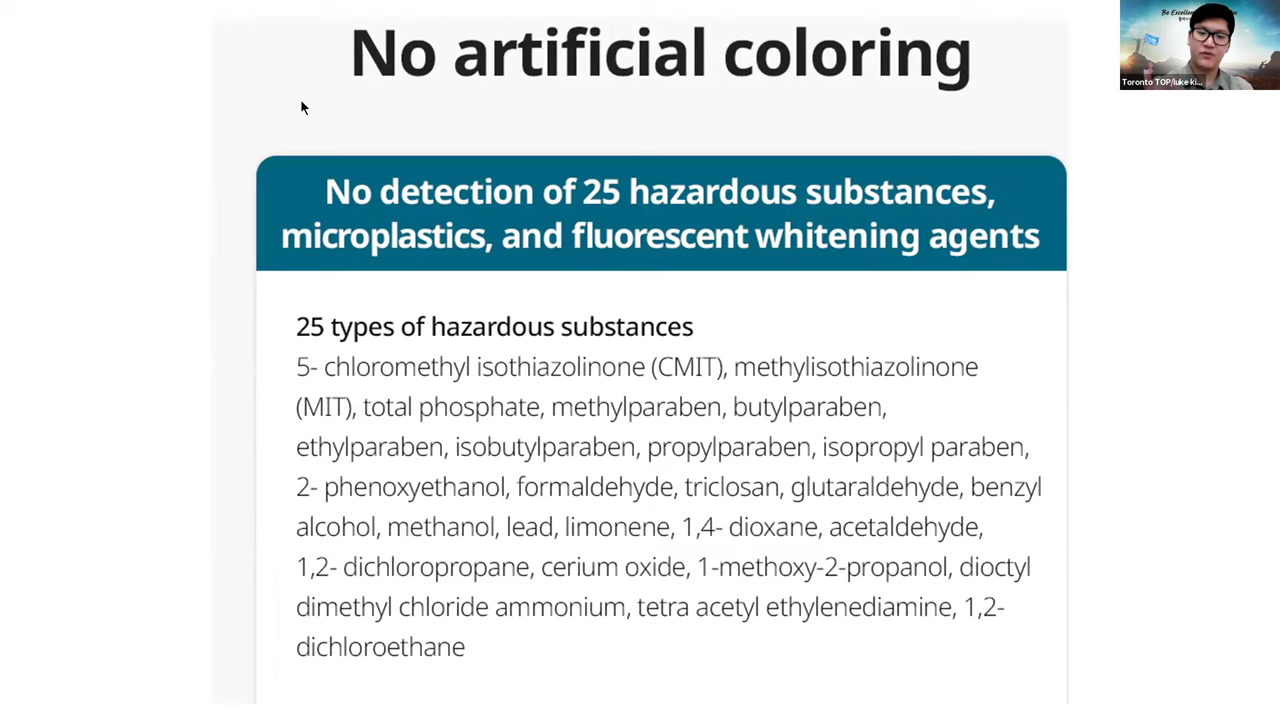 No artificial coloring
No detection of 25 hazardous substances,
microplastics, and fluorescent whitening agents
25 types of hazardous substances
5- chloromethyl isothiazolinone (CMIT), methylisothiazolinone
(MIT), total phosphate, methylparaben, butylparaben,
ethylparaben, isobutylparaben, propylparaben, isopropyl paraben,
2- phenoxyethanol, formaldehyde, triclosan, glutaraldehyde, benzyl
alcohol, methanol, lead, limonene, 1,4- dioxane, acetaldehyde,
1,2- dichloropropane, cerium oxide, 1-methoxy-2-propanol, dioctyl
dimethyl chloride ammonium, tetra acetyl ethylenediamine, 1,2-
dichloroethane
Be
Toronto TOP/luke ki...